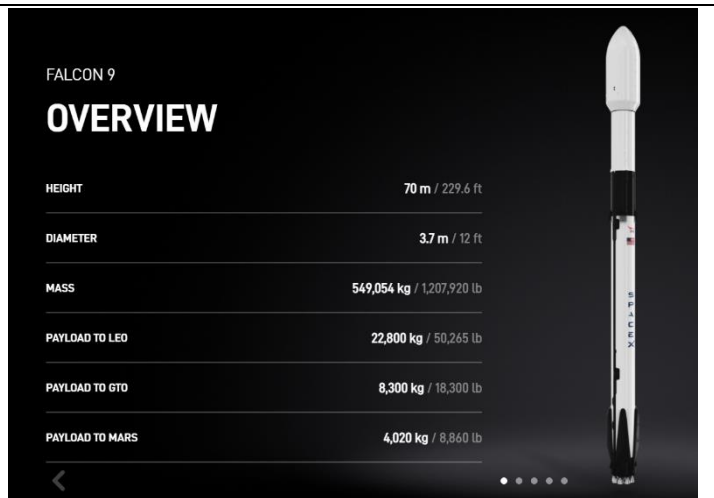 FALCON 9
OVERVIEW
HEIGHT 70 m / 229.6 ft
DIAMETER 3.7 m / 12 ft
MASS 549,054 kg / 1,207,920 lb
PAYLOAD TO LEO 22,800 kg / 50,265 lb
PAYLOAD TO GTO 8,300 kg / 18,300 lb
PAYLOAD TO MARS 4,020 kg / 8,860 lb
SPACEX